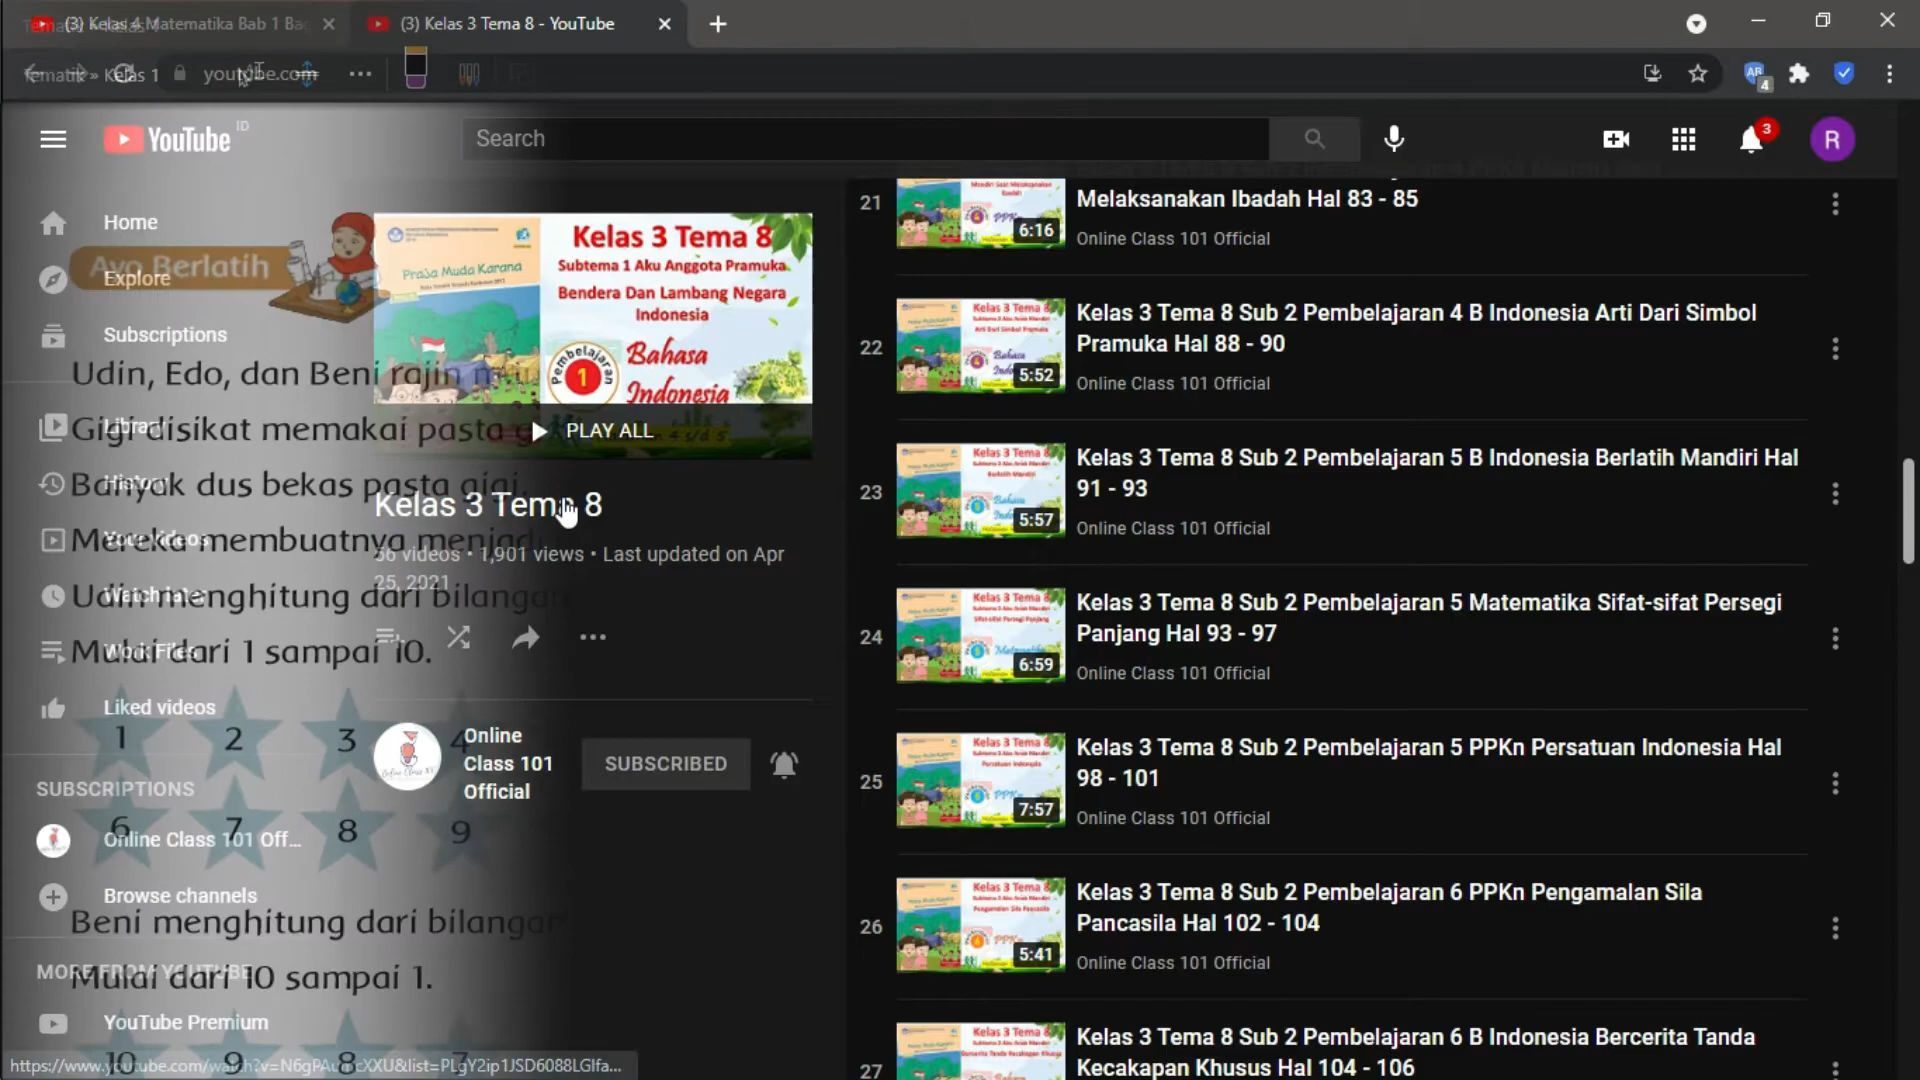 (3) Kelas 4 Matematika Bab 1 Bag
(3) Kelas 3 Tema 8 - YouTube
Tematik » Kelas 1
youtube.com
AB
4
YouTube
ID
Search
3
R
Home
Ayo Berlatih
Explore
Subscriptions
Udin, Edo, dan Beni rajin
Library
Gigi disikat memakai pasta
History
Banyak dus bekas pasta gigi.
Your videos
Mereka membuatnya menjadi
Watch later
Udin menghitung dari bilangan
Work Files
Mulai dari 1 sampai 10.
Liked videos
1 2 3 4
SUBSCRIPTIONS
6 7 8 9
Online Class 101 Off...
Browse channels
Beni menghitung dari bilangan
MORE FROM YOUTUBE
Mulai dari 10 sampai 1.
YouTube Premium
10 9 8 7
Praja Muda Karana
Kelas 3 Tema 8
Subtema 1 Aku Anggota Pramuka
Bendera Dan Lambang Negara
Indonesia
Pembelajaran
1
Bahasa
Indonesia
PLAY ALL
Kelas 3 Tema 8
56 videos • 1,901 views • Last updated on Apr
25, 2021
Online
Class 101
Official
SUBSCRIBED
21
6:16
Melaksanakan Ibadah Hal 83 - 85
Online Class 101 Official
22
5:52
Kelas 3 Tema 8 Sub 2 Pembelajaran 4 B Indonesia Arti Dari Simbol
Pramuka Hal 88 - 90
Online Class 101 Official
23
5:57
Kelas 3 Tema 8 Sub 2 Pembelajaran 5 B Indonesia Berlatih Mandiri Hal
91 - 93
Online Class 101 Official
24
6:59
Kelas 3 Tema 8 Sub 2 Pembelajaran 5 Matematika Sifat-sifat Persegi
Panjang Hal 93 - 97
Online Class 101 Official
25
7:57
Kelas 3 Tema 8 Sub 2 Pembelajaran 5 PPKn Persatuan Indonesia Hal
98 - 101
Online Class 101 Official
26
5:41
Kelas 3 Tema 8 Sub 2 Pembelajaran 6 PPKn Pengamalan Sila
Pancasila Hal 102 - 104
Online Class 101 Official
27
Kelas 3 Tema 8 Sub 2 Pembelajaran 6 B Indonesia Bercerita Tanda
Kecakapan Khusus Hal 104 - 106